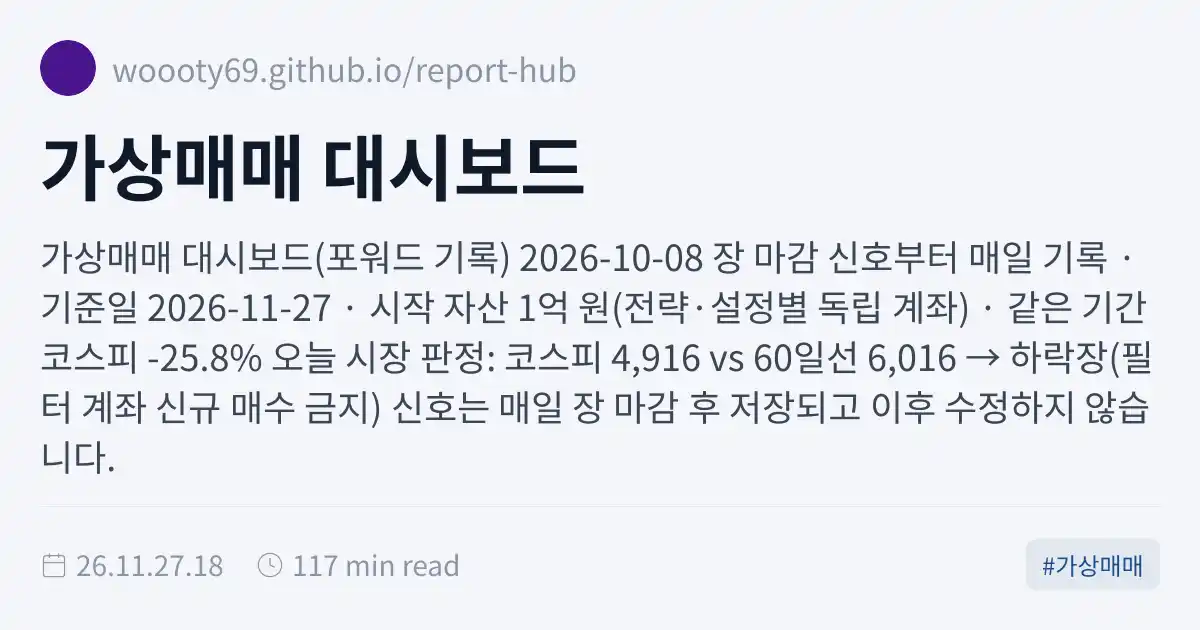 woooty69.github.io/report-hub
가상매매 대시보드
가상매매 대시보드(포워드 기록) 2026-10-08 장 마감 신호부터 매일 기록 ·
기준일 2026-11-27 · 시작 자산 1억 원(전략·설정별 독립 계좌) · 같은 기간
코스피 -25.8% 오늘 시장 판정: 코스피 4,916 vs 60일선 6,016 → 하락장(필
터 계좌 신규 매수 금지) 신호는 매일 장 마감 후 저장되고 이후 수정하지 않습
니다.
26.11.27.18 117 min read
#가상매매